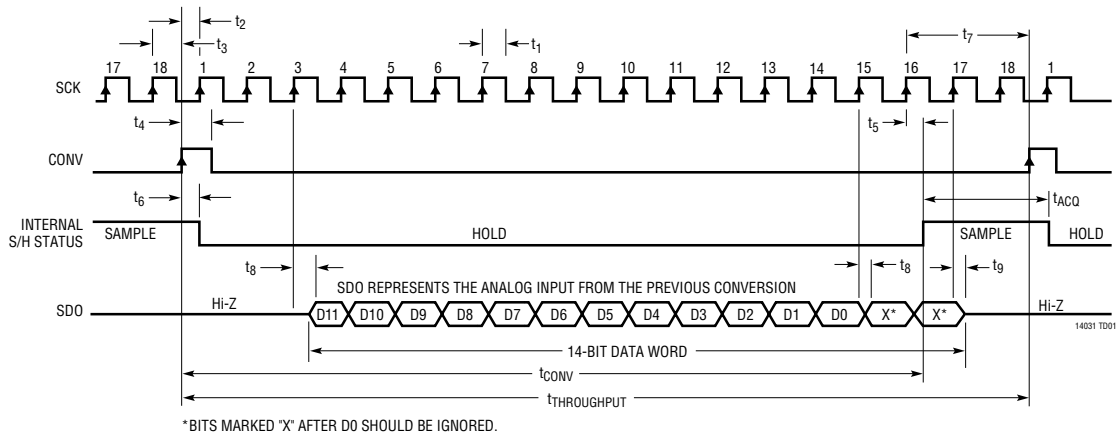 t2
t3
t1
t7
17 18 1 2 3 4 5 6 7 8 9 10 11 12 13 14 15 16 17 18 1
SCK
t4
t5
CONV
t6
tACQ
INTERNAL
S/H STATUS
SAMPLE
HOLD
SAMPLE
HOLD
t8
t8
t9
SDO REPRESENTS THE ANALOG INPUT FROM THE PREVIOUS CONVERSION
SDO
Hi-Z
D11 D10 D9 D8 D7 D6 D5 D4 D3 D2 D1 D0 X* X*
Hi-Z
14031 TD01
14-BIT DATA WORD
tCONV
tTHROUGHPUT
*BITS MARKED "X" AFTER D0 SHOULD BE IGNORED.